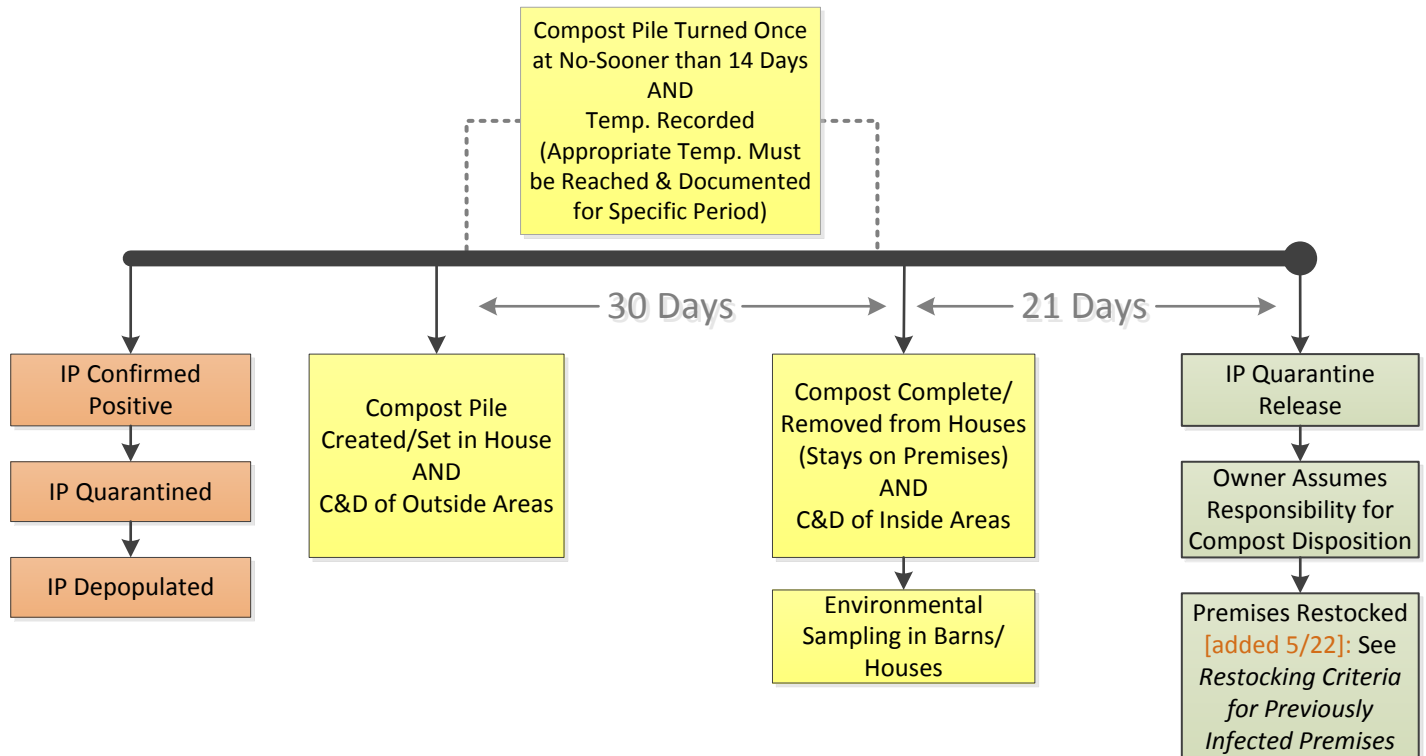 Compost Pile Turned Once
at No-Sooner than 14 Days
AND
Temp. Recorded
(Appropriate Temp. Must
be Reached & Documented
for Specific Period)
30 Days
21 Days
IP Confirmed
Positive
IP Quarantined
IP Depopulated
Compost Pile
Created/Set in House
AND
C&D of Outside Areas
Compost Complete/
Removed from Houses
(Stays on Premises)
AND
C&D of Inside Areas
Environmental
Sampling in Barns/
Houses
IP Quarantine
Release
Owner Assumes
Responsibility for
Compost Disposition
Premises Restocked
[added 5/22]: See
Restocking Criteria
for Previously
Infected Premises